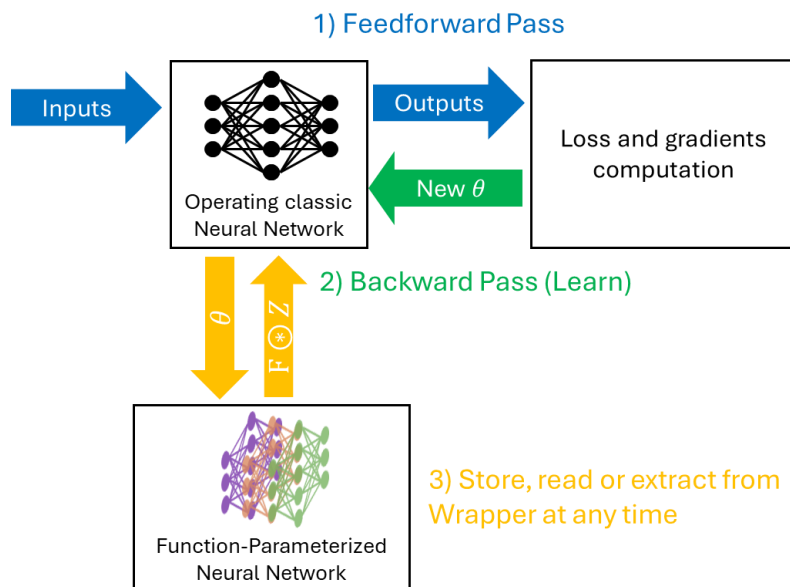 1) Feedforward Pass
Inputs
Outputs
Operating classic
Neural Network
Loss and gradients
computation
New θ
2) Backward Pass (Learn)
θ
F ⊛ Z
Function-Parameterized
Neural Network
3) Store, read or extract from
Wrapper at any time